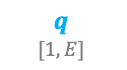 q
[1, E]